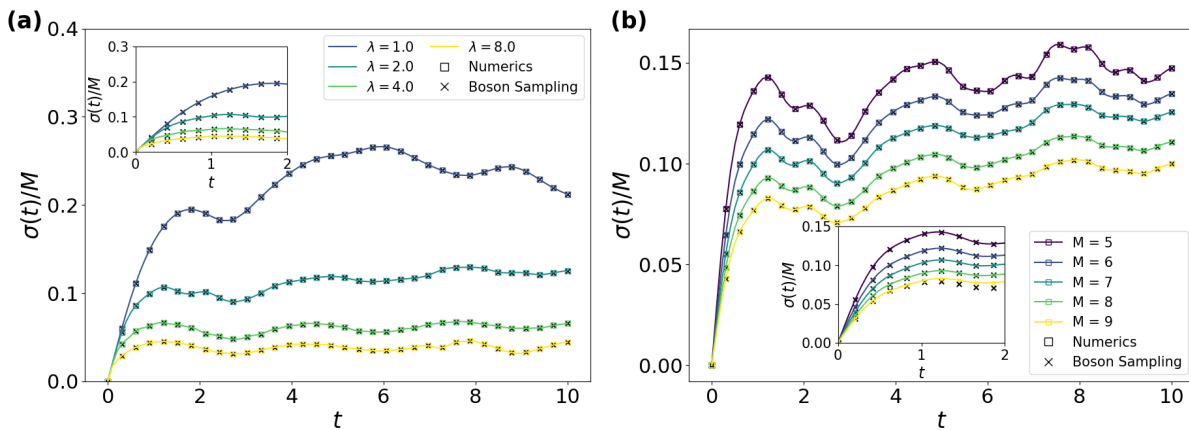 (a)
0.4
0.3
0.2
0.1
0.0
σ(t)/M
0 2 4 6 8 10
t
0.3
0.2
0.1
0.0
σ(t)/M
0 1 2
t
λ = 1.0
λ = 2.0
λ = 4.0
λ = 8.0
Numerics
Boson Sampling
(b)
0.15
0.10
0.05
0.00
σ(t)/M
0 2 4 6 8 10
t
0.15
0.10
0.05
0.00
σ(t)/M
0 1 2
t
M = 5
M = 6
M = 7
M = 8
M = 9
Numerics
Boson Sampling